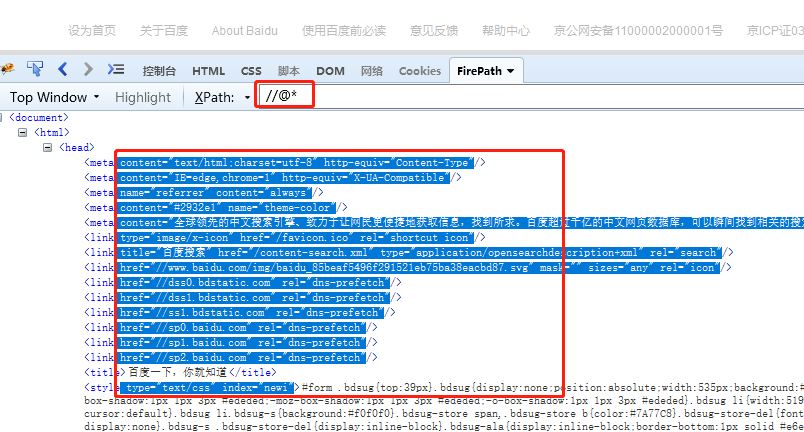 设为首页 关于百度 About Baidu 使用百度前必读 意见反馈 帮助中心 京公网安备11000002000001号 京ICP证03
控制台 HTML CSS 脚本 DOM 网络 Cookies FirePath
Top Window Highlight XPath: //@*
<document>
<html>
<head>
<meta content="text/html;charset=utf-8" http-equiv="Content-Type"/>
<meta content="IE=edge,chrome=1" http-equiv="X-UA-Compatible"/>
<meta name="referrer" content="always"/>
<meta content="#2932e1" name="theme-color"/>
<meta content="全球领先的中文搜索引擎、致力于让网民更便捷地获取信息,找到所求。百度超过千亿的中文网页数据库,可以瞬间找到相关的搜
<link type="image/x-icon" href="/favicon.ico" rel="shortcut icon"/>
<link title="百度搜索" href="/content-search.xml" type="application/opensearchdescription+xml" rel="search"/>
<link href="//www.baidu.com/img/baidu_85beaf5496f291521eb75ba38eacbd87.svg" mask="" sizes="any" rel="icon"/>
<link href="//dss0.bdstatic.com" rel="dns-prefetch"/>
<link href="//dss1.bdstatic.com" rel="dns-prefetch"/>
<link href="//ss1.bdstatic.com" rel="dns-prefetch"/>
<link href="//sp0.baidu.com" rel="dns-prefetch"/>
<link href="//sp1.baidu.com" rel="dns-prefetch"/>
<link href="//sp2.baidu.com" rel="dns-prefetch"/>
<title>百度一下,你就知道</title>
<style type="text/css" index="newi">#form .bdsug{top:39px}.bdsug{display:none;position:absolute;width:535px;background:#
box-shadow:1px 1px 3px #ededed;-moz-box-shadow:1px 1px 3px #ededed;-o-box-shadow:1px 1px 3px #ededed}.bdsug li{width:519
cursor:default}.bdsug li.bdsug-s{background:#f0f0f0}.bdsug-store span,.bdsug-store b{color:#7A77C8}.bdsug-store-del{font
display:none}.bdsug-s .bdsug-store-del{display:inline-block}.bdsug-ala{display:inline-block;border-bottom:1px solid #e6e